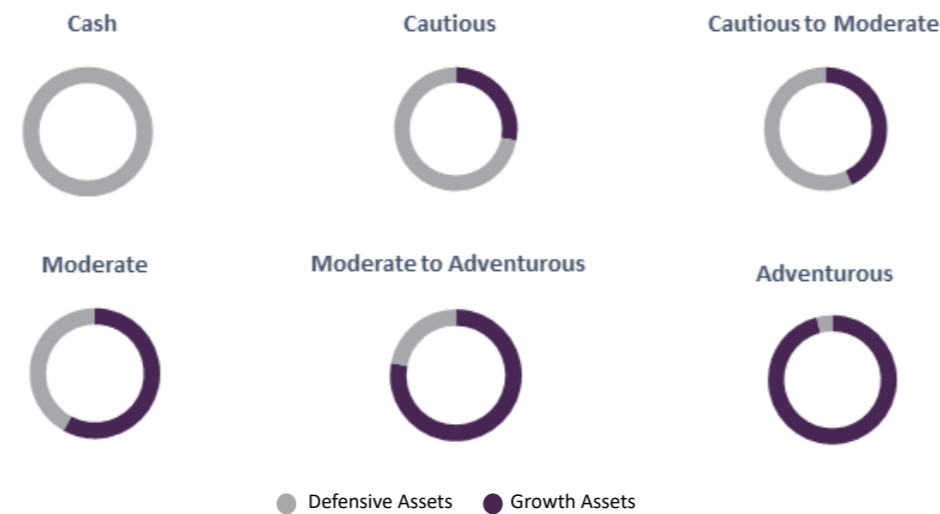 Cash
Cautious
Cautious to Moderate
Moderate
Moderate to Adventurous
Adventurous
Defensive Assets
Growth Assets